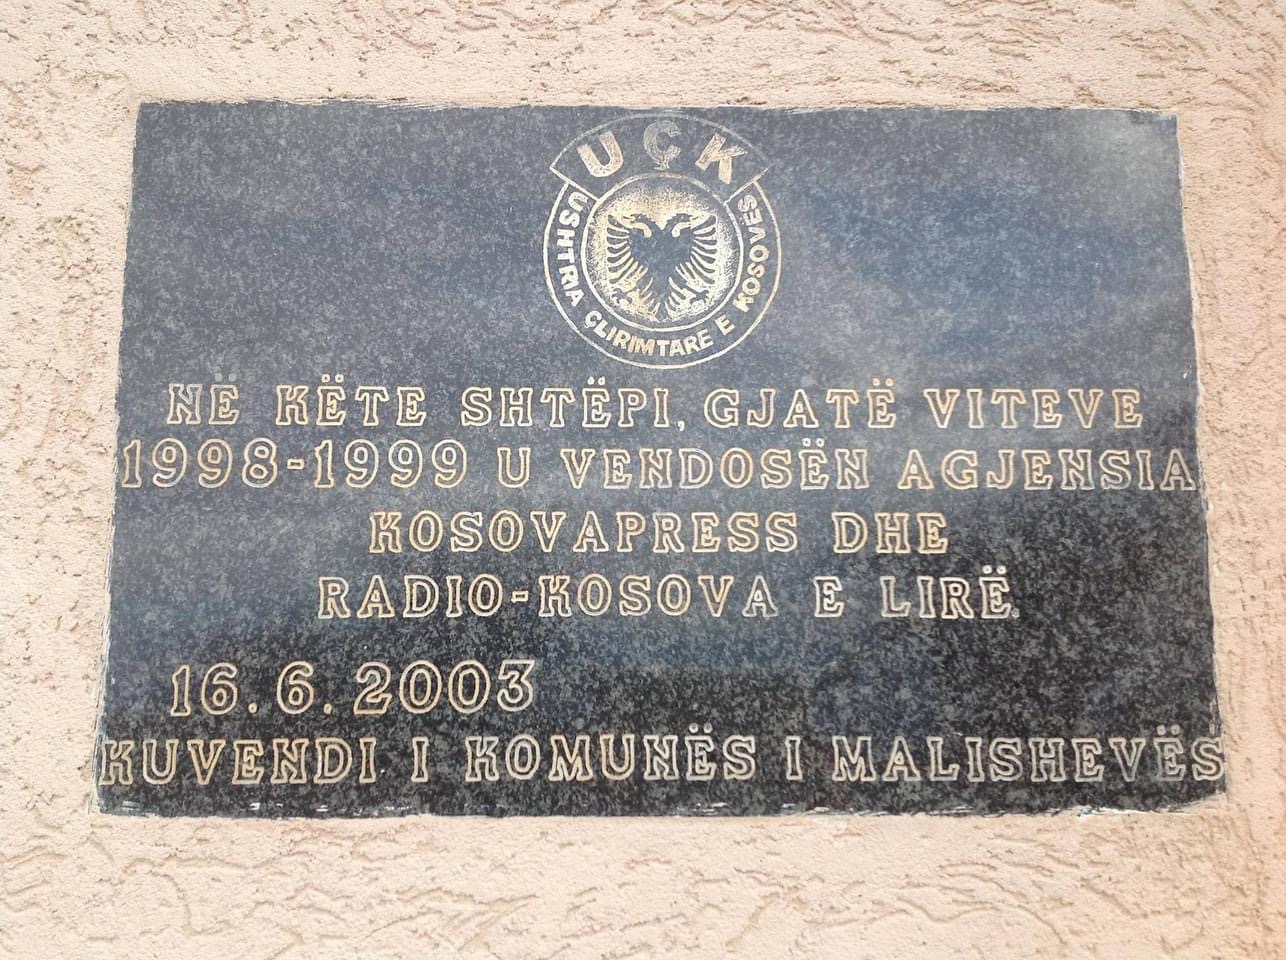 UÇK
USHTRIA ÇLIRIMTARE E KOSOVËS
NË KËTE SHTËPI, GJATË VITEVE
1998-1999 U VENDOSËN AGJENSIA
KOSOVAPRESS DHE
RADIO-KOSOVA E LIRË.
16.6.2003
KUVENDI I KOMUNËS I MALISHEVËS